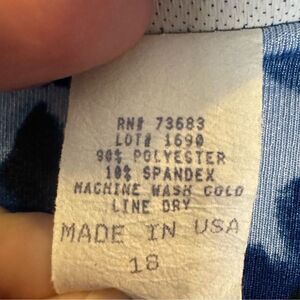 RN# 73683
LOT# 1690
90% POLYESTER
10% SPANDEX
MACHINE WASH COLD
LINE DRY
MADE IN USA
18